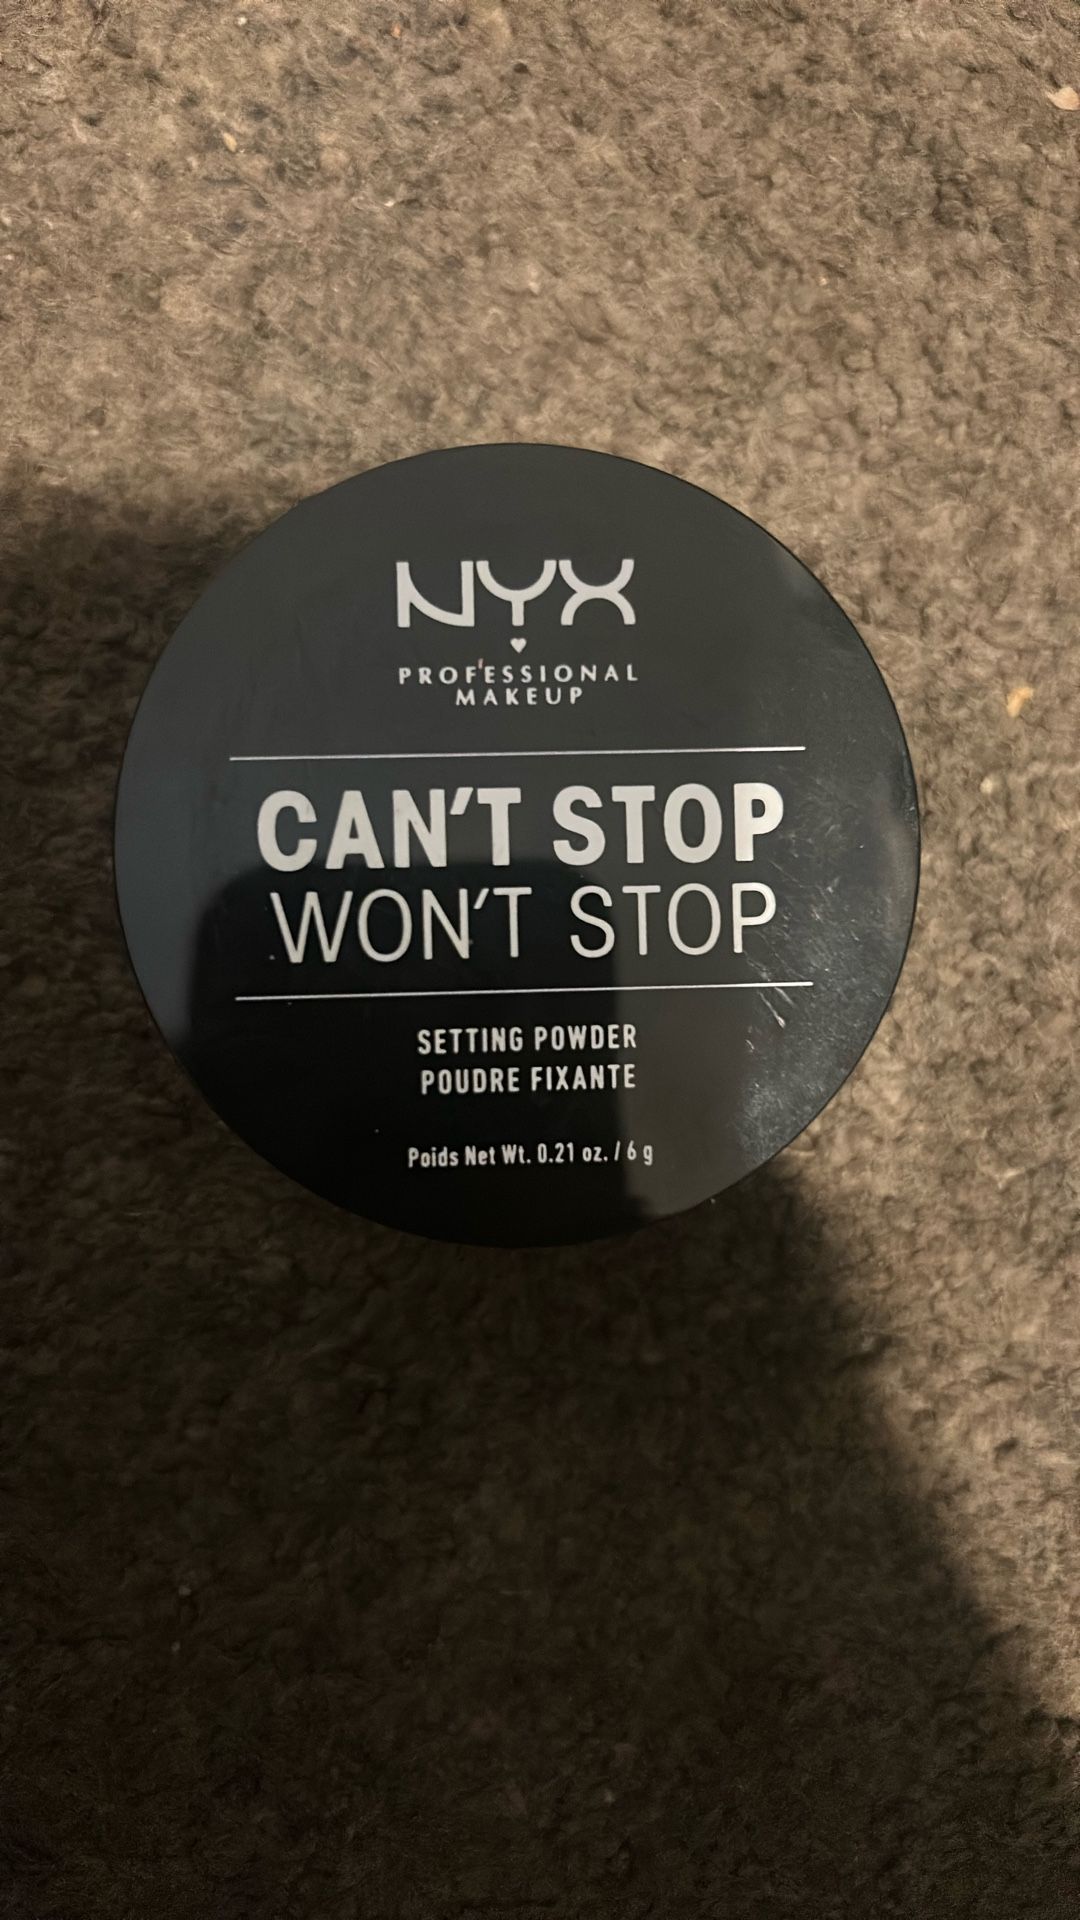 NYX
PROFESSIONAL
MAKEUP
CAN'T STOP
WON'T STOP
SETTING POWDER
POUDRE FIXANTE
Poids Net Wt. 0.21 oz. / 6 g